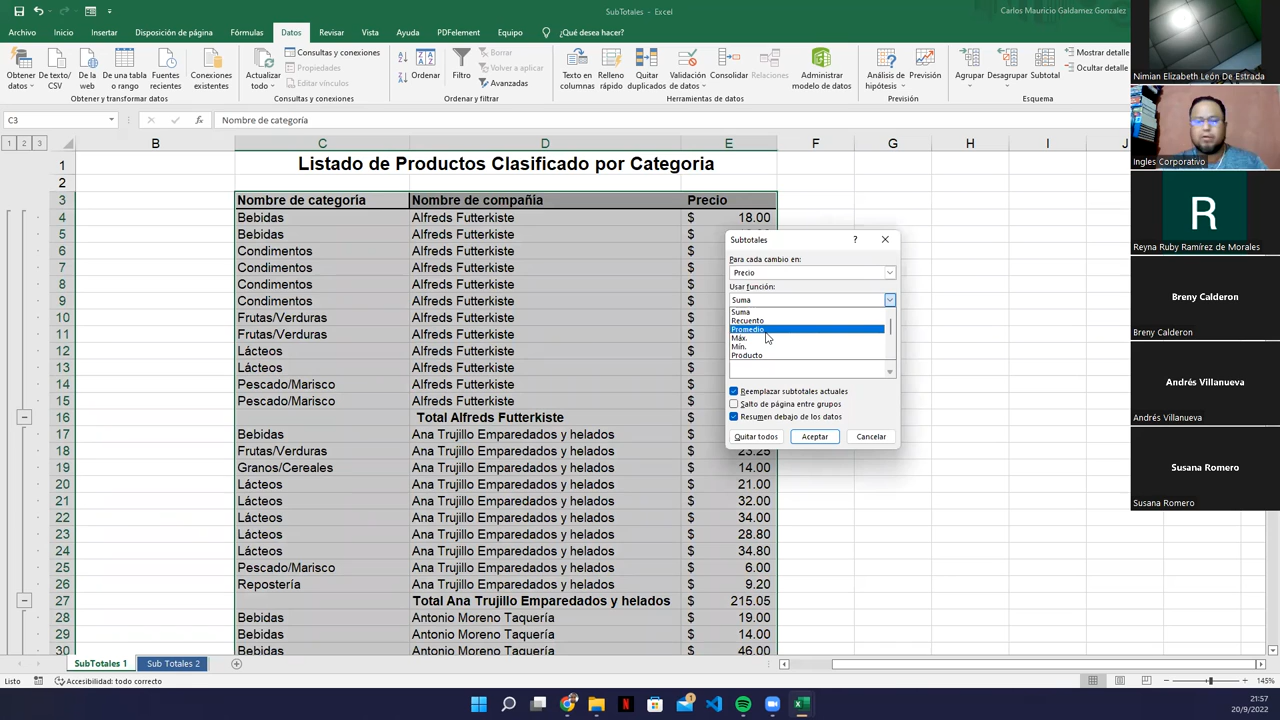 SubTotales - Excel
Carlos Mauricio Galdamez Gonzalez
Archivo Inicio Insertar Disposición de página Fórmulas Datos Revisar Vista Ayuda PDFelement Equipo ¿Qué desea hacer?
Obtener datos
De texto/CSV
De la web
De una tabla o rango
Fuentes recientes
Conexiones existentes
Obtener y transformar datos
Actualizar todo
Consultas y conexiones
Propiedades
Editar vínculos
Consultas y conexiones
Ordenar
Filtro
Borrar
Volver a aplicar
Avanzadas
Ordenar y filtrar
Texto en columnas
Relleno rápido
Quitar duplicados
Validación de datos
Consolidar
Relaciones
Administrar modelo de datos
Herramientas de datos
Análisis de hipótesis
Previsión
Previsión
Agrupar
Desagrupar
Subtotal
Mostrar detalle
Ocultar detalle
Esquema
C3 fx Nombre de categoría
1 2 3 B C D E F G H I J
1 Listado de Productos Clasificado por Categoria
2
3 Nombre de categoría Nombre de compañía Precio
4 Bebidas Alfreds Futterkiste $ 18.00
5 Bebidas Alfreds Futterkiste $
6 Condimentos Alfreds Futterkiste $
7 Condimentos Alfreds Futterkiste $
8 Condimentos Alfreds Futterkiste $
9 Condimentos Alfreds Futterkiste $
10 Frutas/Verduras Alfreds Futterkiste $
11 Frutas/Verduras Alfreds Futterkiste $
12 Lácteos Alfreds Futterkiste $
13 Lácteos Alfreds Futterkiste $
14 Pescado/Marisco Alfreds Futterkiste $
15 Pescado/Marisco Alfreds Futterkiste $
16 Total Alfreds Futterkiste $
17 Bebidas Ana Trujillo Emparedados y helados $
18 Frutas/Verduras Ana Trujillo Emparedados y helados $ 23.25
19 Granos/Cereales Ana Trujillo Emparedados y helados $ 14.00
20 Lácteos Ana Trujillo Emparedados y helados $ 21.00
21 Lácteos Ana Trujillo Emparedados y helados $ 32.00
22 Lácteos Ana Trujillo Emparedados y helados $ 34.00
23 Lácteos Ana Trujillo Emparedados y helados $ 28.80
24 Lácteos Ana Trujillo Emparedados y helados $ 34.80
25 Pescado/Marisco Ana Trujillo Emparedados y helados $ 6.00
26 Repostería Ana Trujillo Emparedados y helados $ 9.20
27 Total Ana Trujillo Emparedados y helados $ 215.05
28 Bebidas Antonio Moreno Taquería $ 19.00
29 Bebidas Antonio Moreno Taquería $ 14.00
30 Bebidas Antonio Moreno Taquería $ 46.00
Subtotales ?
Para cada cambio en:
Precio
Usar función:
Suma
Suma
Recuento
Promedio
Máx.
Mín.
Producto
Reemplazar subtotales actuales
Salto de página entre grupos
Resumen debajo de los datos
Quitar todos Aceptar Cancelar
Nimian Elizabeth León De Estrada
Ingles Corporativo
R
Reyna Ruby Ramírez de Morales
Breny Calderon
Breny Calderon
Andrés Villanueva
Andrés Villanueva
Susana Romero
Susana Romero
SubTotales 1 Sub Totales 2
Listo Accesibilidad: todo correcto 145%
21:57
20/9/2022